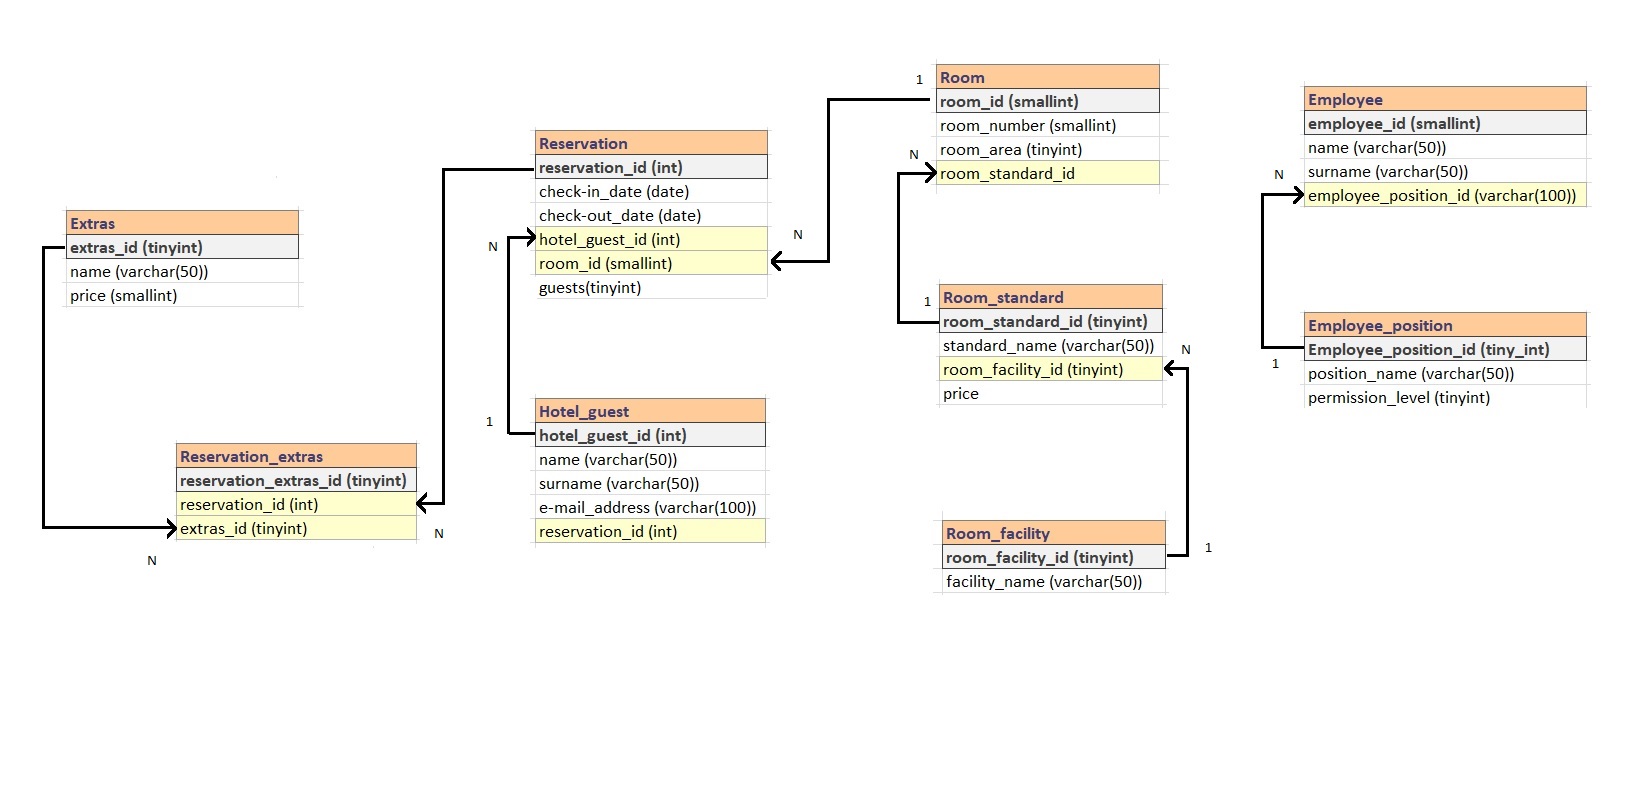 Extras
extras_id (tinyint)
name (varchar(50))
price (smallint)
N
Reservation_extras
reservation_extras_id (tinyint)
reservation_id (int)
extras_id (tinyint)
N
Reservation
reservation_id (int)
check-in_date (date)
check-out_date (date)
hotel_guest_id (int)
room_id (smallint)
guests(tinyint)
N
N
1
Hotel_guest
hotel_guest_id (int)
name (varchar(50))
surname (varchar(50))
e-mail_address (varchar(100))
reservation_id (int)
1
Room
room_id (smallint)
room_number (smallint)
room_area (tinyint)
room_standard_id
N
1
Room_standard
room_standard_id (tinyint)
standard_name (varchar(50))
room_facility_id (tinyint)
price
N
Room_facility
room_facility_id (tinyint)
facility_name (varchar(50))
1
Employee
employee_id (smallint)
name (varchar(50))
surname (varchar(50))
employee_position_id (varchar(100))
N
Employee_position
Employee_position_id (tiny_int)
position_name (varchar(50))
permission_level (tinyint)
1